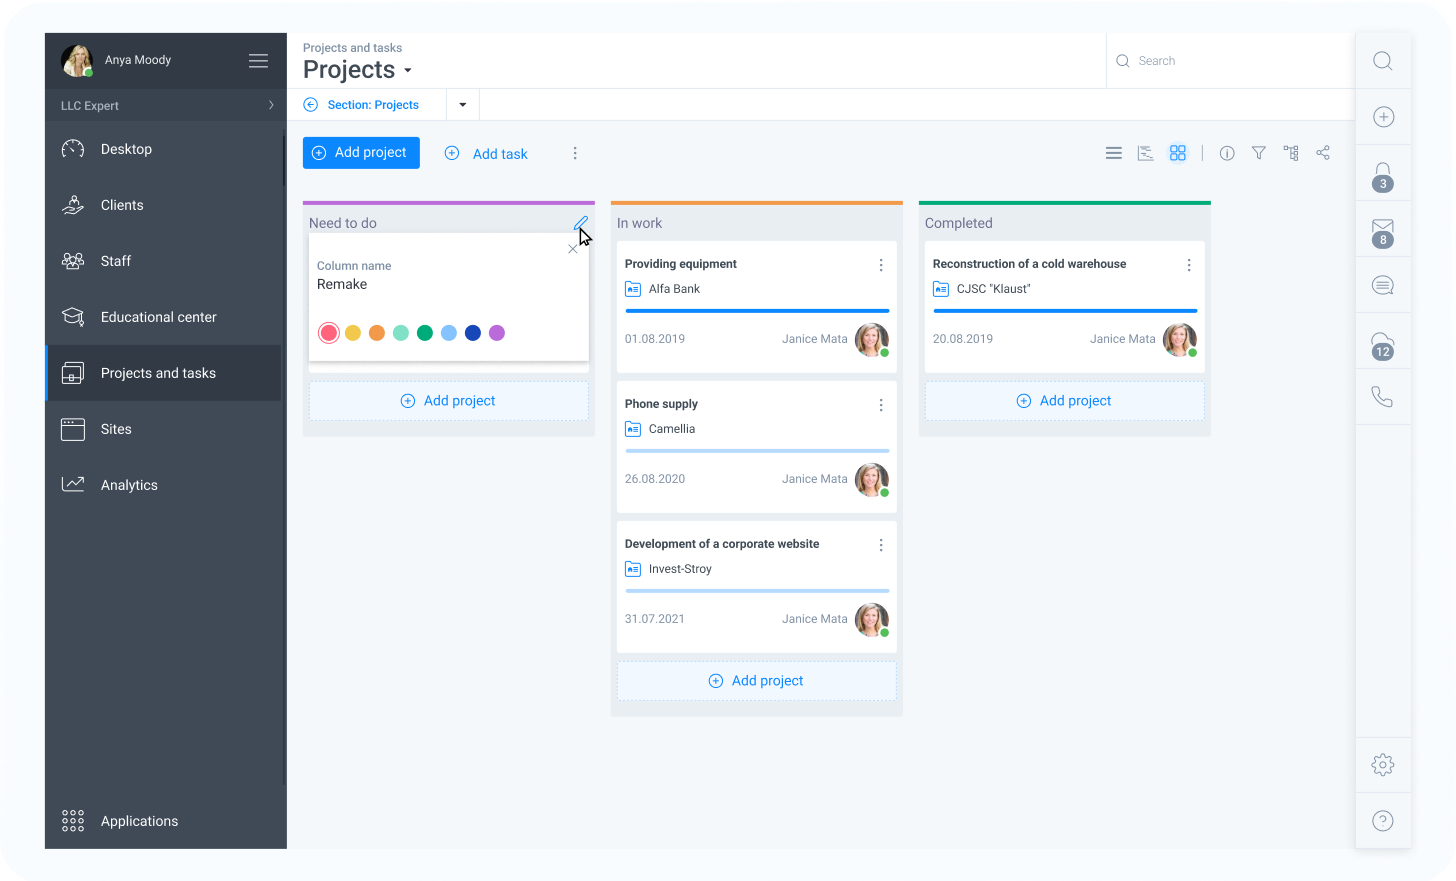 Anya Moody
LLC Expert
Desktop
Clients
Staff
Educational center
Projects and tasks
Sites
Analytics
Applications
Projects and tasks
Projects
Search
Section: Projects
Add project
Add task
Need to do
Column name
Remake
Add project
In work
Providing equipment
Alfa Bank
01.08.2019 Janice Mata
Phone supply
Camellia
26.08.2020 Janice Mata
Development of a corporate website
Invest-Stroy
31.07.2021 Janice Mata
Add project
Completed
Reconstruction of a cold warehouse
CJSC "Klaust"
20.08.2019 Janice Mata
Add project
3
8
12